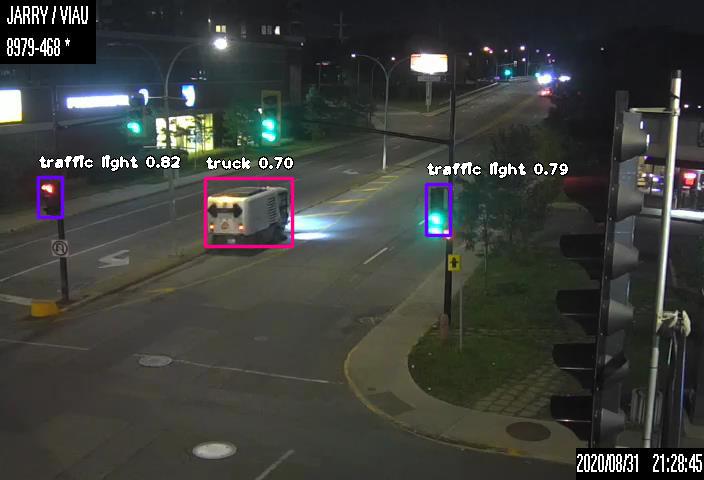 JARRY / VIAU
8979-468 *
traffic light 0.82
truck 0.70
traffic light 0.79
2020/08/31 21:28:45